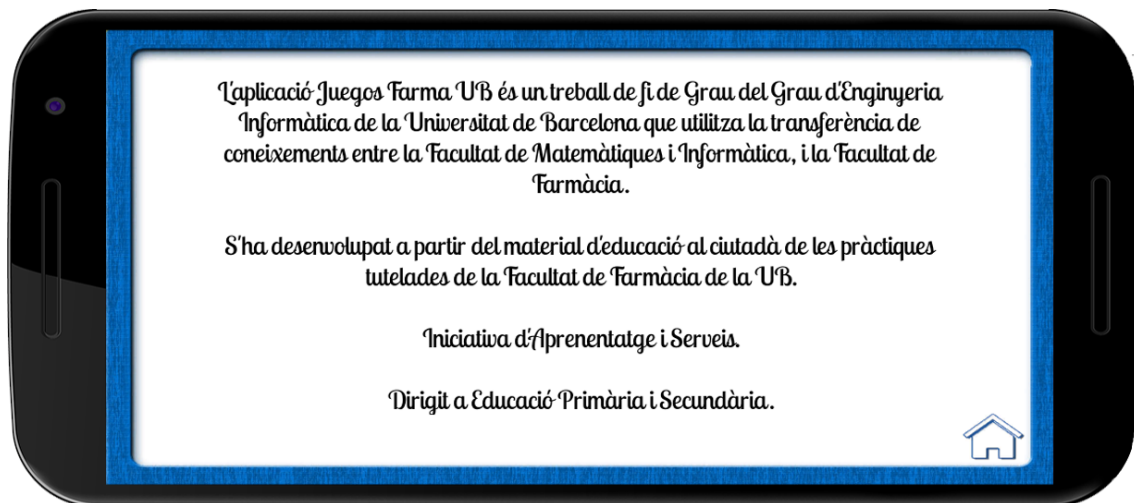 L'aplicació Juegos Farma UB és un treball de fi de Grau del Grau d'Enginyeria
Informàtica de la Universitat de Barcelona que utilitza la transferència de
coneixements entre la Facultat de Matemàtiques i Informàtica, i la Facultat de
Farmàcia.
S'ha desenvolupat a partir del material d'educació al ciutadà de les pràctiques
tutelades de la Facultat de Farmàcia de la UB.
Iniciativa d'Aprenentatge i Serveis.
Dirigit a Educació Primària i Secundària.